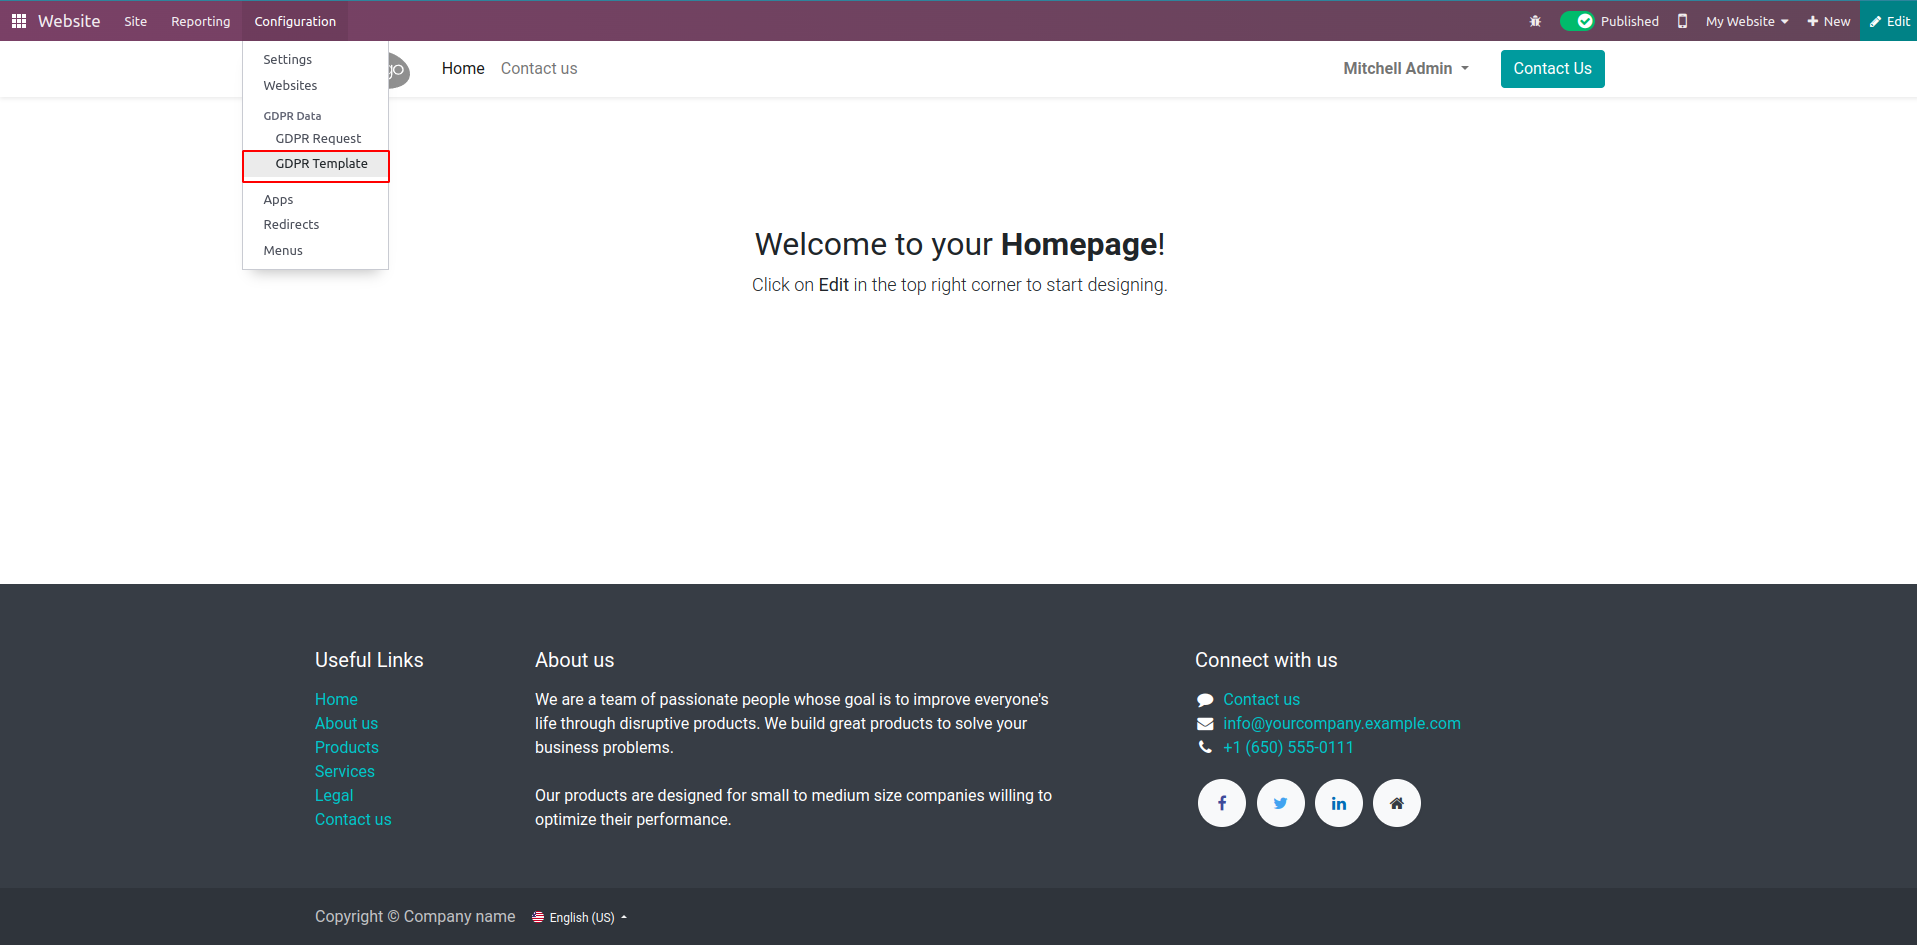 Website Site Reporting Configuration Published My Website New Edit
Settings
Websites
GDPR Data
GDPR Request
GDPR Template
Apps
Redirects
Menus
go Home Contact us Mitchell Admin Contact Us
Welcome to your Homepage!
Click on Edit in the top right corner to start designing.
Useful Links
Home
About us
Products
Services
Legal
Contact us
About us
We are a team of passionate people whose goal is to improve everyone's
life through disruptive products. We build great products to solve your
business problems.
Our products are designed for small to medium size companies willing to
optimize their performance.
Connect with us
Contact us
info@yourcompany.example.com
+1 (650) 555-0111
Copyright © Company name English (US)